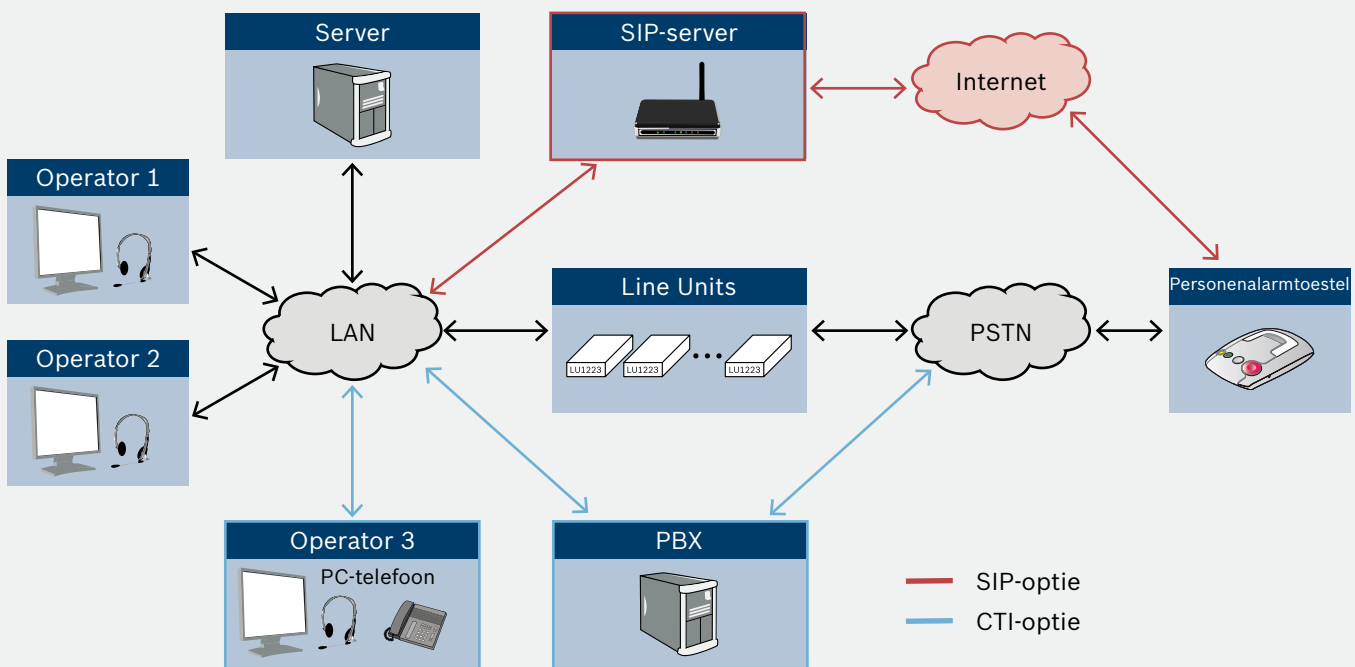 Server
SIP-server
Internet
Operator 1
Operator 2
LAN
Line Units
LU1223
LU1223
LU1223
PSTN
Personenalarmtoestel
Operator 3
PC-telefoon
PBX
SIP-optie
CTI-optie